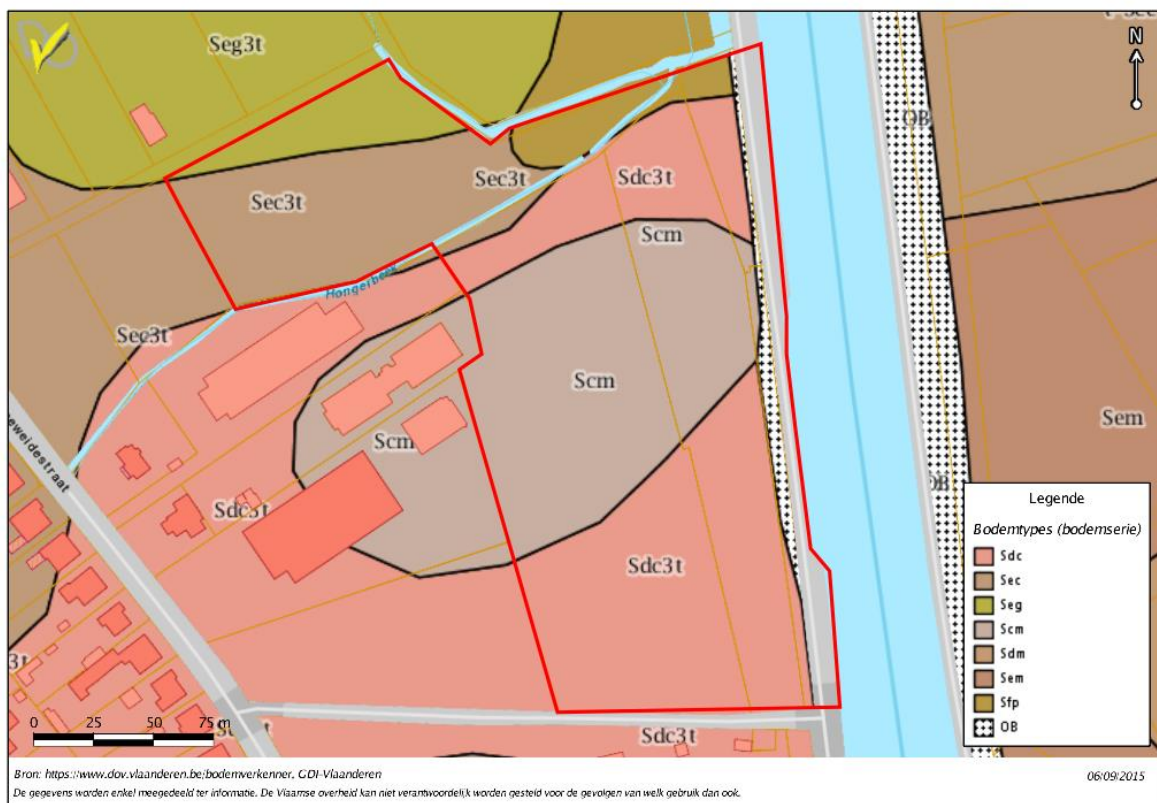 Seg3t
N
OB
Sec3t
Sdc3t
Sec3t
Scm
Hongerbeek
Sec3t
Scm
Sem
Scm
eweidestraat
OB
Sdc3t
Sdc3t
3t
Sdc3t
0 25 50 75 m
Legende
Bodemtypes (bodemserie)
Sdc
Sec
Seg
Scm
Sdm
Sem
Sfp
OB
Bron: https://www.dov.vlaanderen.be/bodemverkenner, GDI-Vlaanderen
06/09/2015
De gegevens worden enkel meegedeeld ter informatie. De Vlaamse overheid kan niet verantwoordelijk worden gesteld voor de gevolgen van welk gebruik dan ook.